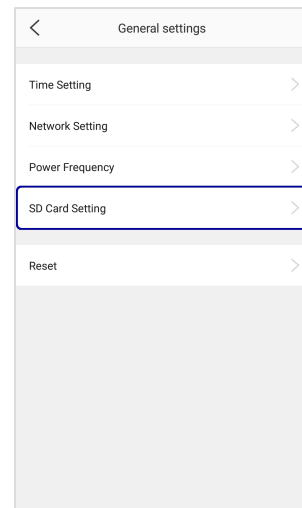 General settings
Time Setting
Network Setting
Power Frequency
SD Card Setting
Reset